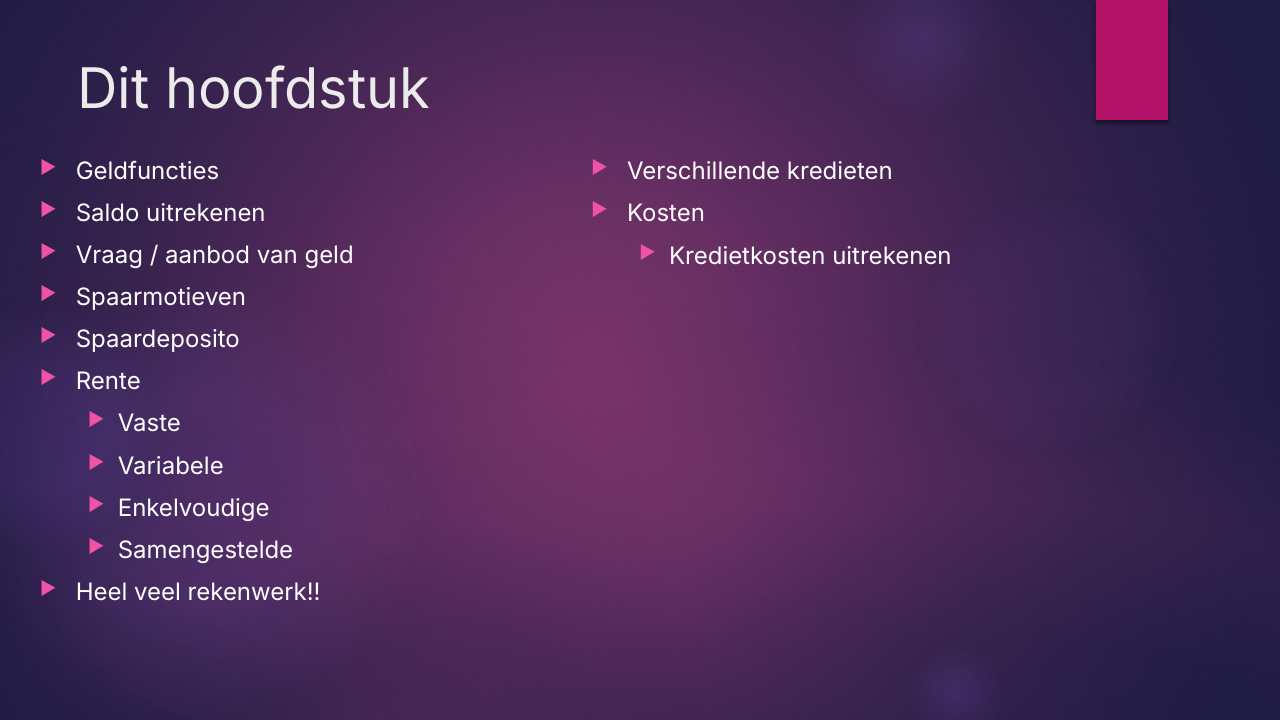 Dit hoofdstuk
Geldfuncties
Saldo uitrekenen
Vraag / aanbod van geld
Spaarmotieven
Spaardeposito
Rente
Vaste
Variabele
Enkelvoudige
Samengestelde
Heel veel rekenwerk!!
Verschillende kredieten
Kosten
Kredietkosten uitrekenen